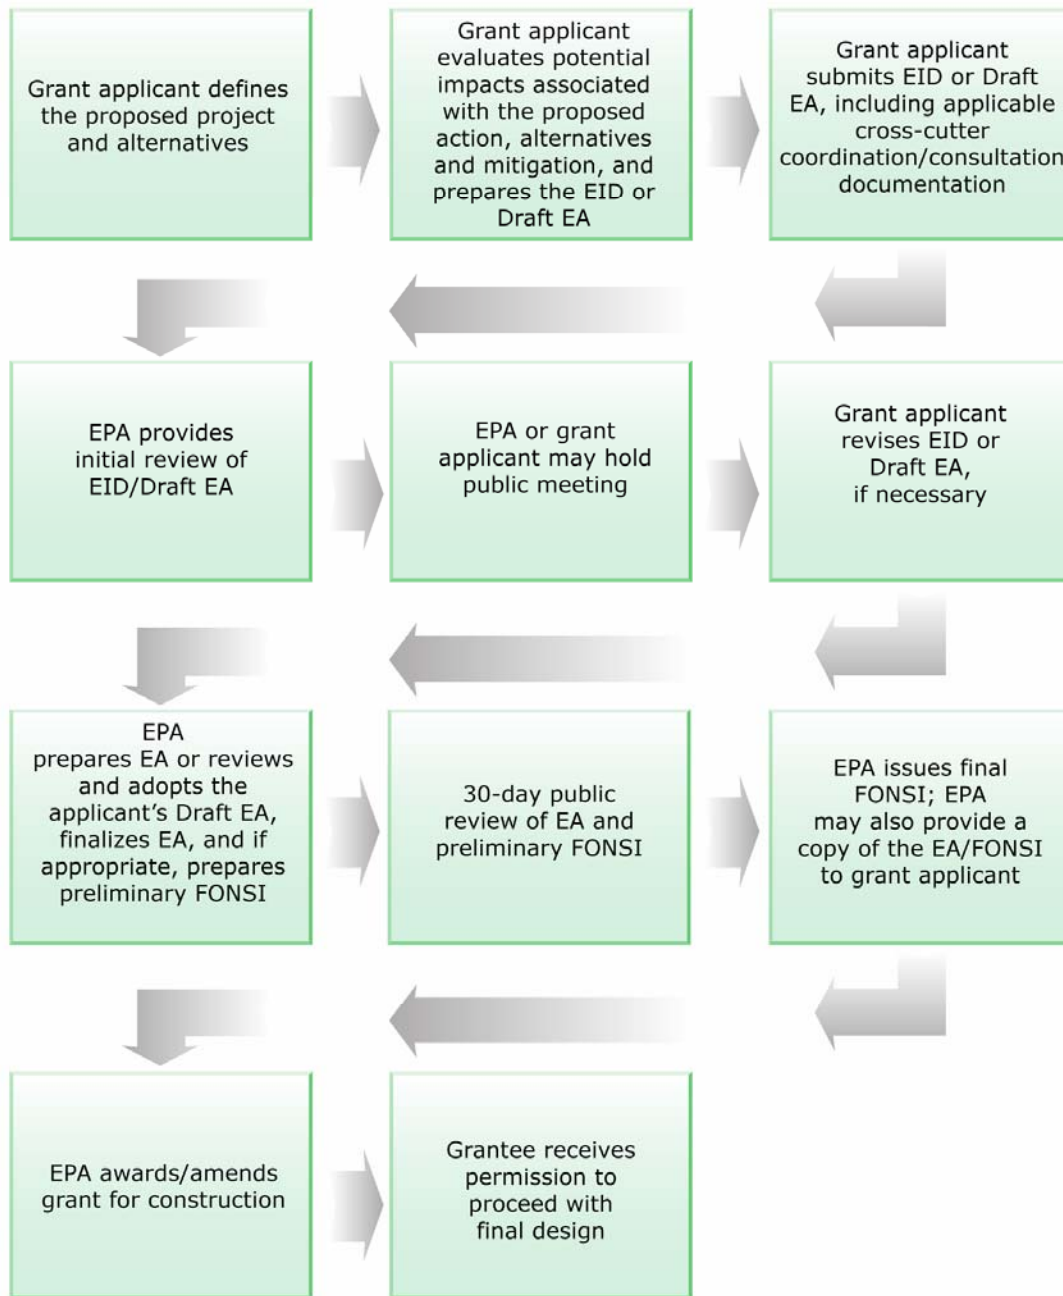 Grant applicant defines
the proposed project
and alternatives
Grant applicant
evaluates potential
impacts associated
with the proposed
action, alternatives
and mitigation, and
prepares the EID or
Draft EA
Grant applicant
submits EID or Draft
EA, including applicable
cross-cutter
coordination/consultation
documentation
EPA provides
initial review of
EID/Draft EA
EPA or grant
applicant may hold
public meeting
Grant applicant
revises EID or
Draft EA,
if necessary
EPA
prepares EA or reviews
and adopts the
applicant’s Draft EA,
finalizes EA, and if
appropriate, prepares
preliminary FONSI
30-day public
review of EA and
preliminary FONSI
EPA issues final
FONSI; EPA
may also provide a
copy of the EA/FONSI
to grant applicant
EPA awards/amends
grant for construction
Grantee receives
permission to
proceed with
final design